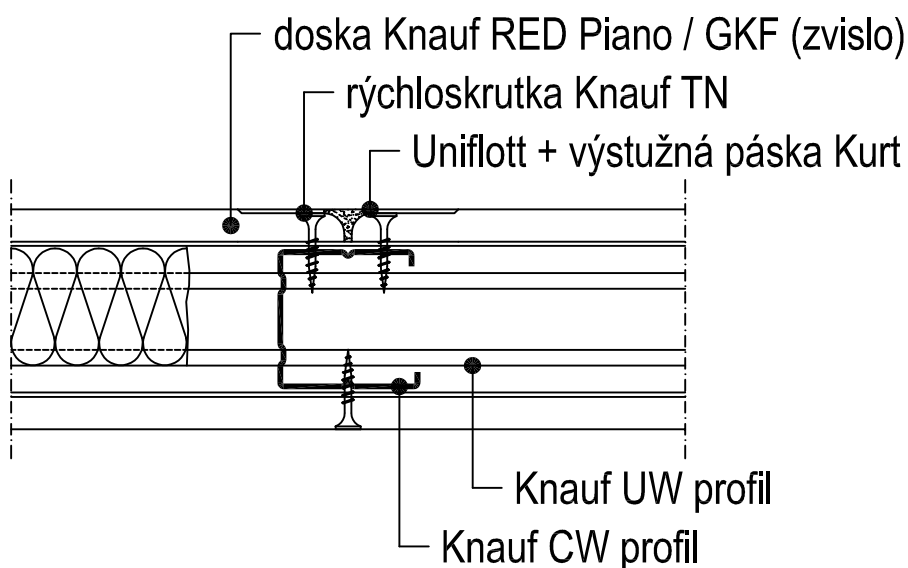 doska Knauf RED Piano / GKF (zvislo)
rýchloskrutka Knauf TN
Uniflott + výstužná páska Kurt
Knauf UW profil
Knauf CW profil